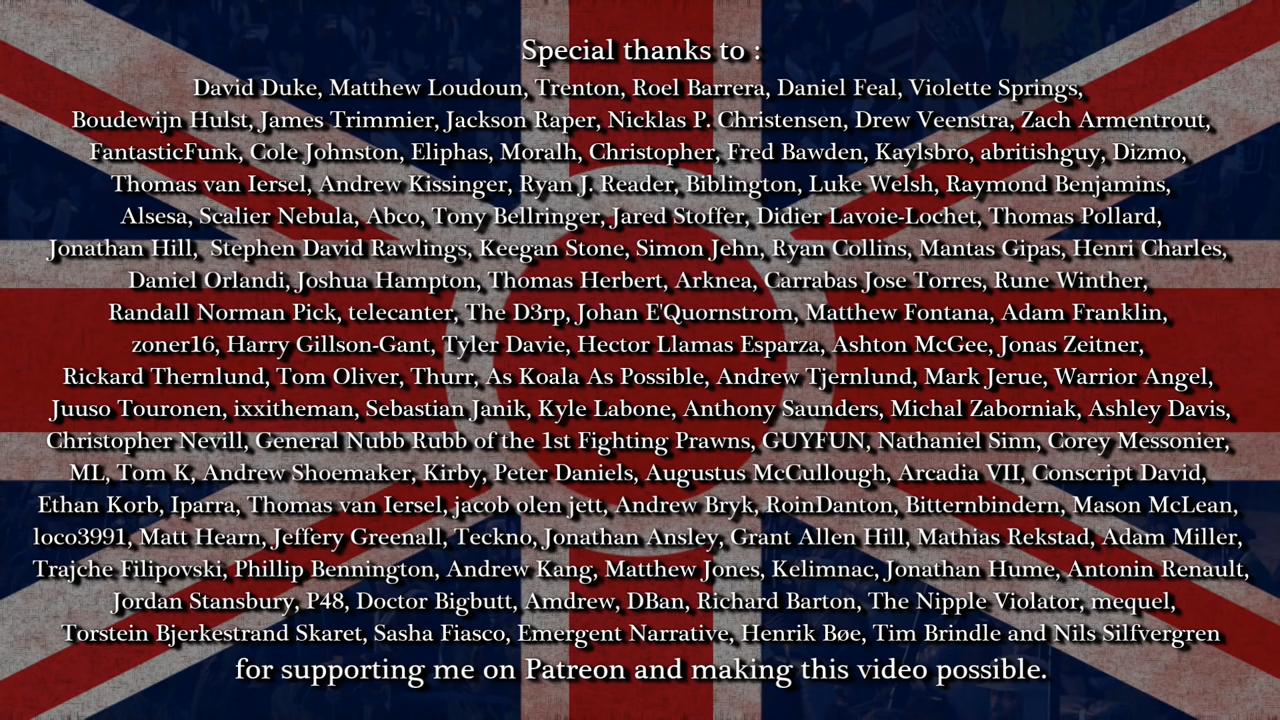 Special thanks to :
David Duke, Matthew Loudoun, Trenton, Roel Barrera, Daniel Feal, Violette Springs,
Boudewijn Hulst, James Trimmier, Jackson Raper, Nicklas P. Christensen, Drew Veenstra, Zach Armentrout,
FantasticFunk, Cole Johnston, Eliphas, Moralh, Christopher, Fred Bawden, Kaylsbro, abritishguy, Dizmo,
Thomas van Iersel, Andrew Kissinger, Ryan J. Reader, Biblington, Luke Welsh, Raymond Benjamins,
Alsesa, Scalier Nebula, Abco, Tony Bellringer, Jared Stoffer, Didier Lavoie-Lochet, Thomas Pollard,
Jonathan Hill, Stephen David Rawlings, Keegan Stone, Simon Jehn, Ryan Collins, Mantas Gipas, Henri Charles,
Daniel Orlandi, Joshua Hampton, Thomas Herbert, Arknea, Carrabas Jose Torres, Rune Winther,
Randall Norman Pick, telecanter, The D3rp, Johan E'Quornstrom, Matthew Fontana, Adam Franklin,
zoner16, Harry Gillson-Gant, Tyler Davie, Hector Llamas Esparza, Ashton McGee, Jonas Zeitner,
Rickard Thernlund, Tom Oliver, Thurr, As Koala As Possible, Andrew Tjernlund, Mark Jerue, Warrior Angel,
Juuso Touronen, ixxitheman, Sebastian Janik, Kyle Labone, Anthony Saunders, Michal Zaborniak, Ashley Davis,
Christopher Nevill, General Nubb Rubb of the 1st Fighting Prawns, GUYFUN, Nathaniel Sinn, Corey Messonier,
ML, Tom K, Andrew Shoemaker, Kirby, Peter Daniels, Augustus McCullough, Arcadia VII, Conscript David,
Ethan Korb, Iparra, Thomas van Iersel, jacob olen jett, Andrew Bryk, RoinDanton, Bitternbindern, Mason McLean,
loco3991, Matt Hearn, Jeffery Greenall, Teckno, Jonathan Ansley, Grant Allen Hill, Mathias Rekstad, Adam Miller,
Trajche Filipovski, Phillip Bennington, Andrew Kang, Matthew Jones, Kelimnac, Jonathan Hume, Antonin Renault,
Jordan Stansbury, P48, Doctor Bigbutt, Amdrew, DBan, Richard Barton, The Nipple Violator, mequel,
Torstein Bjerkestrand Skaret, Sasha Fiasco, Emergent Narrative, Henrik Bøe, Tim Brindle and Nils Silfvergren
for supporting me on Patreon and making this video possible.